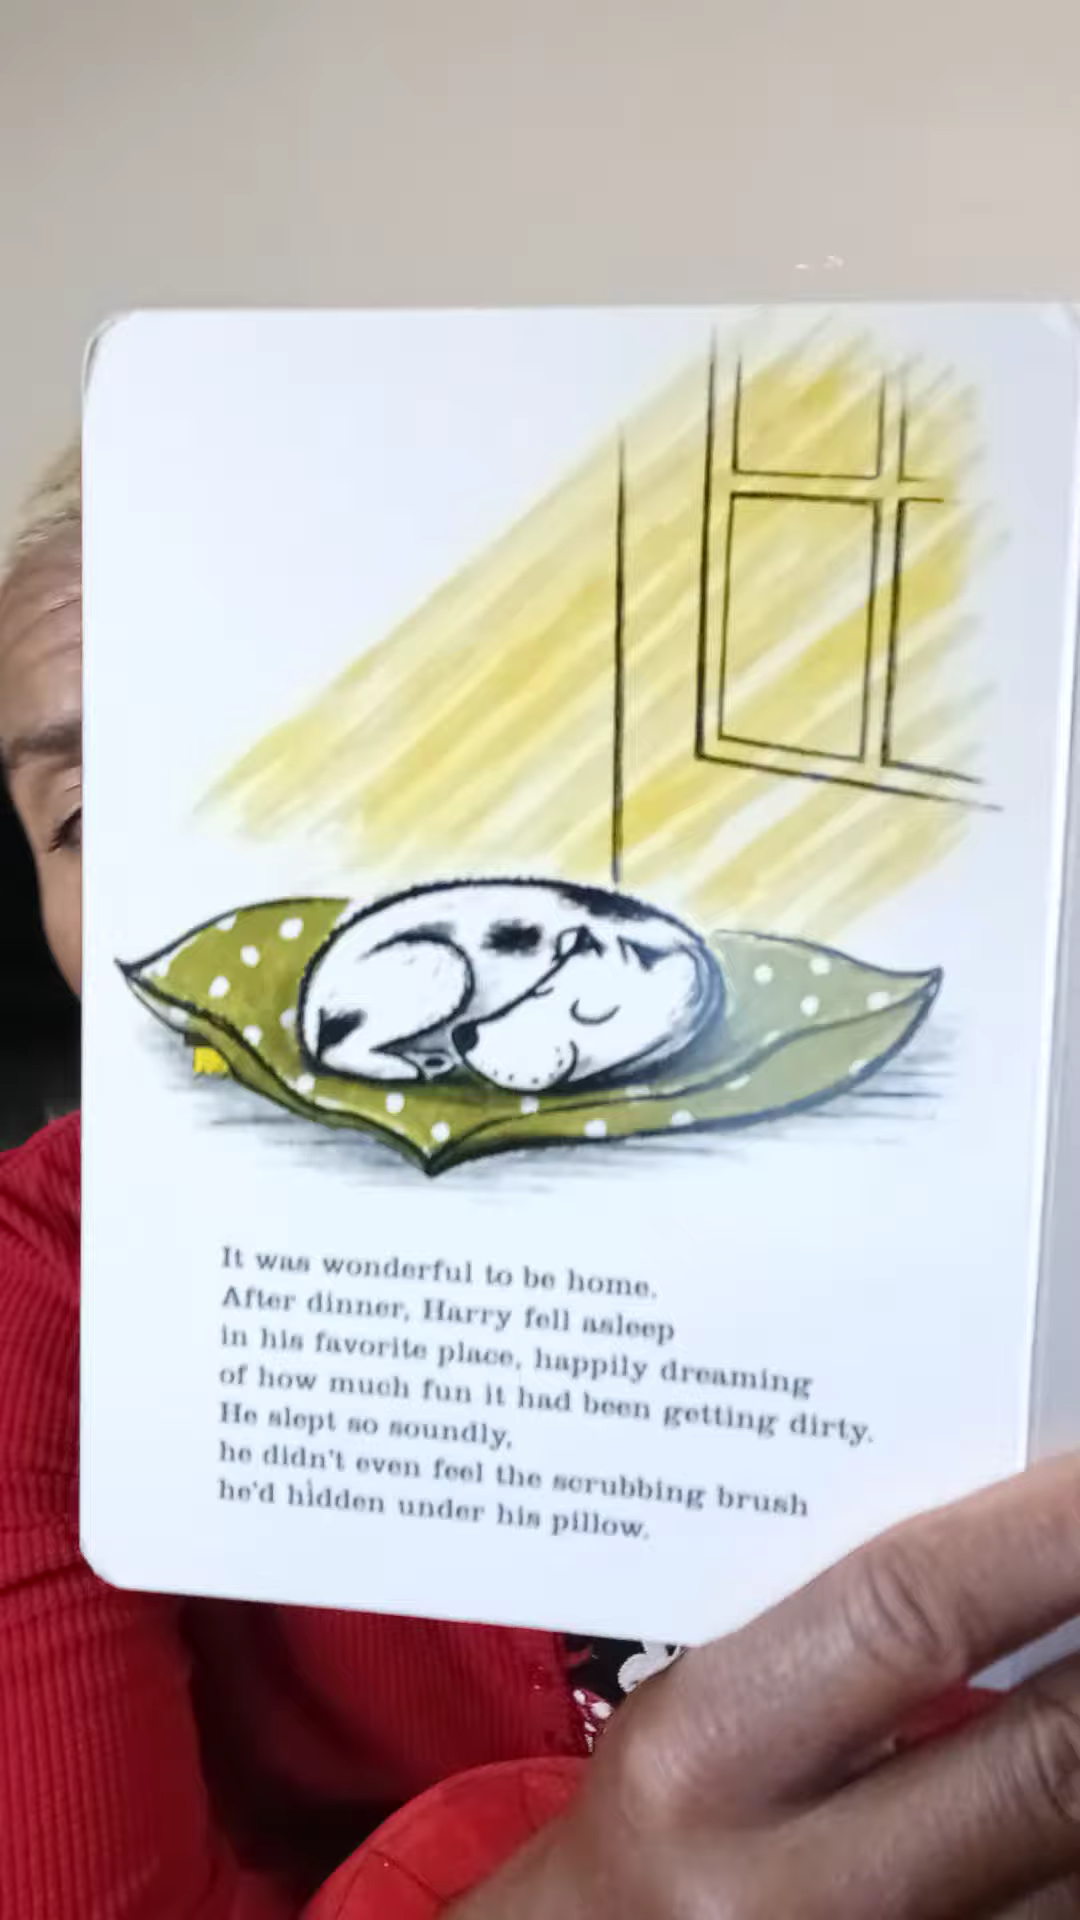 It was wonderful to be home.
After dinner, Harry fell asleep
in his favorite place, happily dreaming
of how much fun it had been getting dirty.
He slept so soundly,
he didn't even feel the scrubbing brush
he'd hidden under his pillow.